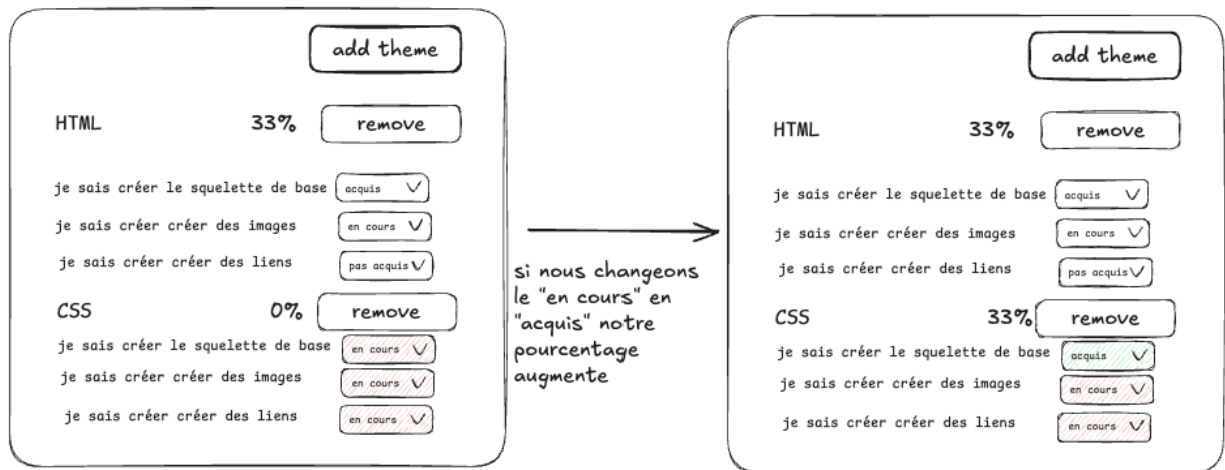 add theme
HTML 33% remove
je sais créer le squelette de base acquis
je sais créer créer des images en cours
je sais créer créer des liens pas acquis
CSS 0% remove
je sais créer le squelette de base en cours
je sais créer créer des images en cours
je sais créer créer des liens en cours
si nous changeons
le "en cours" en
"acquis" notre
pourcentage
augmente
add theme
HTML 33% remove
je sais créer le squelette de base acquis
je sais créer créer des images en cours
je sais créer créer des liens pas acquis
CSS 33% remove
je sais créer le squelette de base acquis
je sais créer créer des images en cours
je sais créer créer des liens en cours